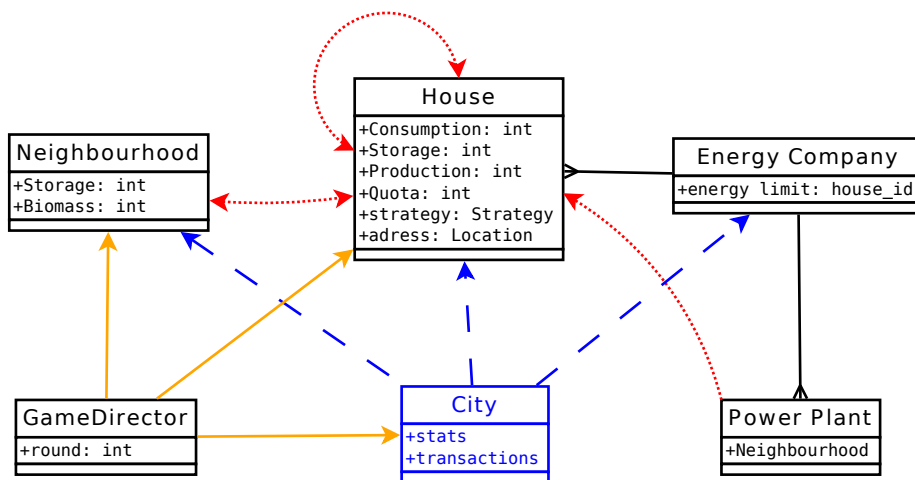 House
+Consumption: int
+Storage: int
+Production: int
+Quota: int
+strategy: Strategy
+adress: Location
Neighbourhood
+Storage: int
+Biomass: int
Energy Company
+energy limit: house_id
GameDirector
+round: int
City
+stats
+transactions
Power Plant
+Neighbourhood